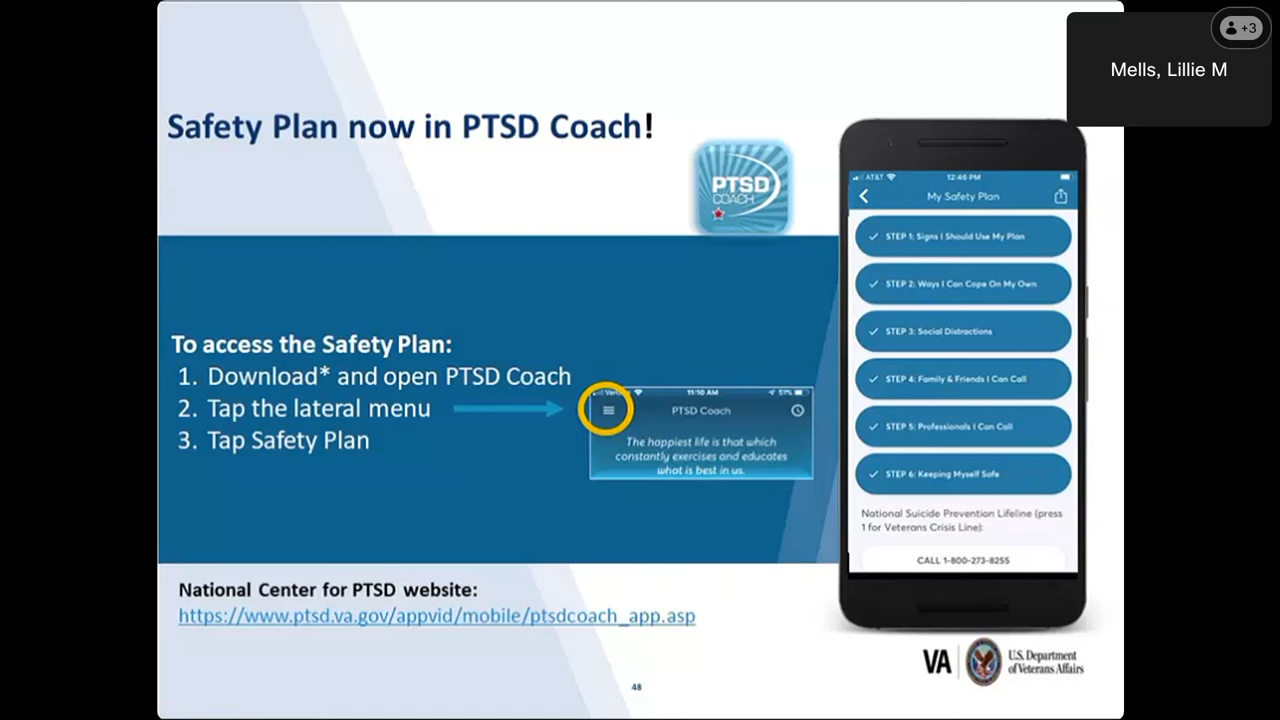 +3
Mells, Lillie M
Safety Plan now in PTSD Coach!
PTSD
COACH
To access the Safety Plan:
1. Download* and open PTSD Coach
2. Tap the lateral menu
3. Tap Safety Plan
11:10 AM
51%
PTSD Coach
The happiest life is that which
constantly exercises and educates
what is best in us.
AT&T
12:46 PM
My Safety Plan
STEP 1: Signs I Should Use My Plan
STEP 2: Ways I Can Cope On My Own
STEP 3: Social Distractions
STEP 4: Family & Friends I Can Call
STEP 5: Professionals I Can Call
STEP 6: Keeping Myself Safe
National Suicide Prevention Lifeline (press
1 for Veterans Crisis Line):
CALL 1-800-273-8255
National Center for PTSD website:
https://www.ptsd.va.gov/appvid/mobile/ptsdcoach_app.asp
VA
U.S. Department
of Veterans Affairs
48